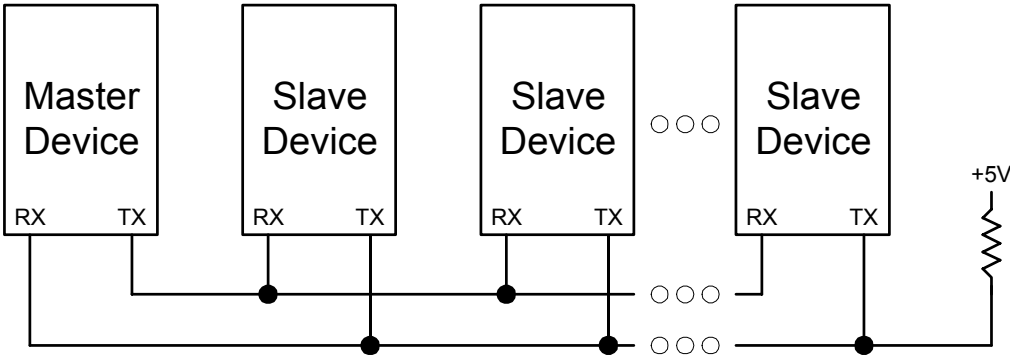 Master
Device
Slave
Device
Slave
Device
Slave
Device
+5V
RX TX
RX TX
RX TX
RX TX